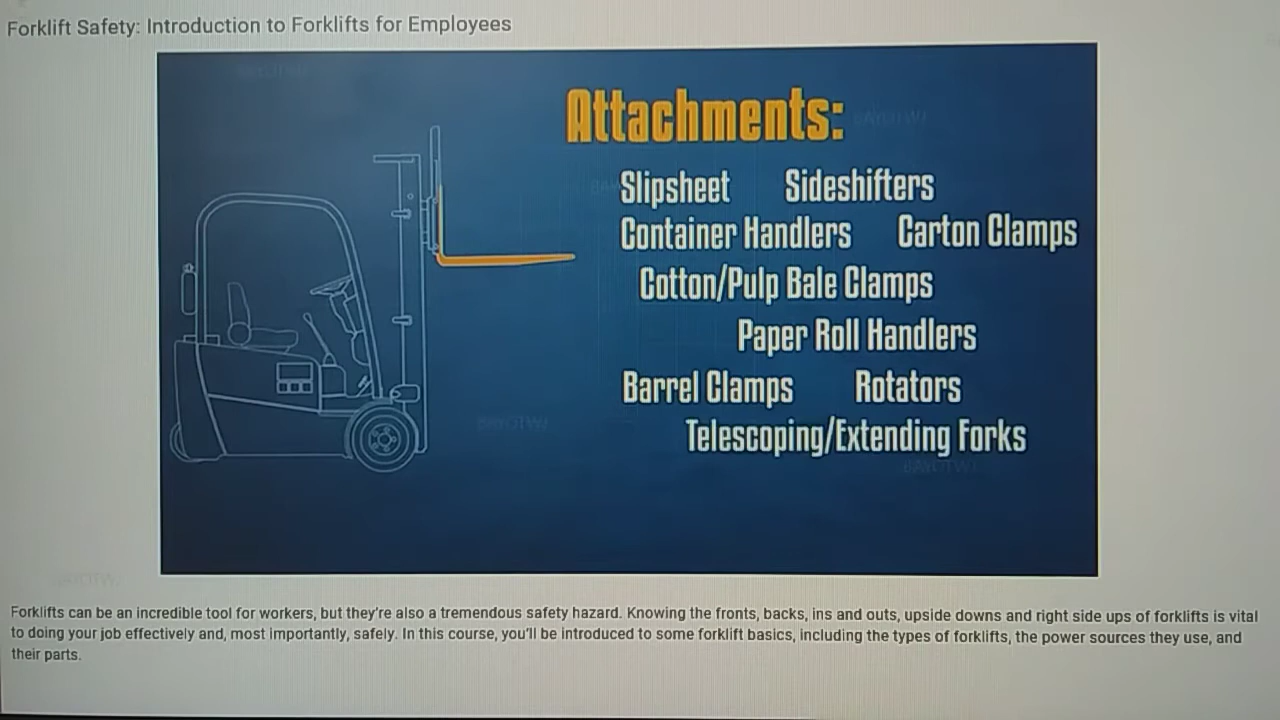 Forklift Safety: Introduction to Forklifts for Employees
Attachments:
Slipsheet Sideshifters
Container Handlers Carton Clamps
Cotton/Pulp Bale Clamps
Paper Roll Handlers
Barrel Clamps Rotators
Telescoping/Extending Forks
Forklifts can be an incredible tool for workers, but they're also a tremendous safety hazard. Knowing the fronts, backs, ins and outs, upside downs and right side ups of forklifts is vital
to doing your job effectively and, most importantly, safely. In this course, you'll be introduced to some forklift basics, including the types of forklifts, the power sources they use, and
their parts.